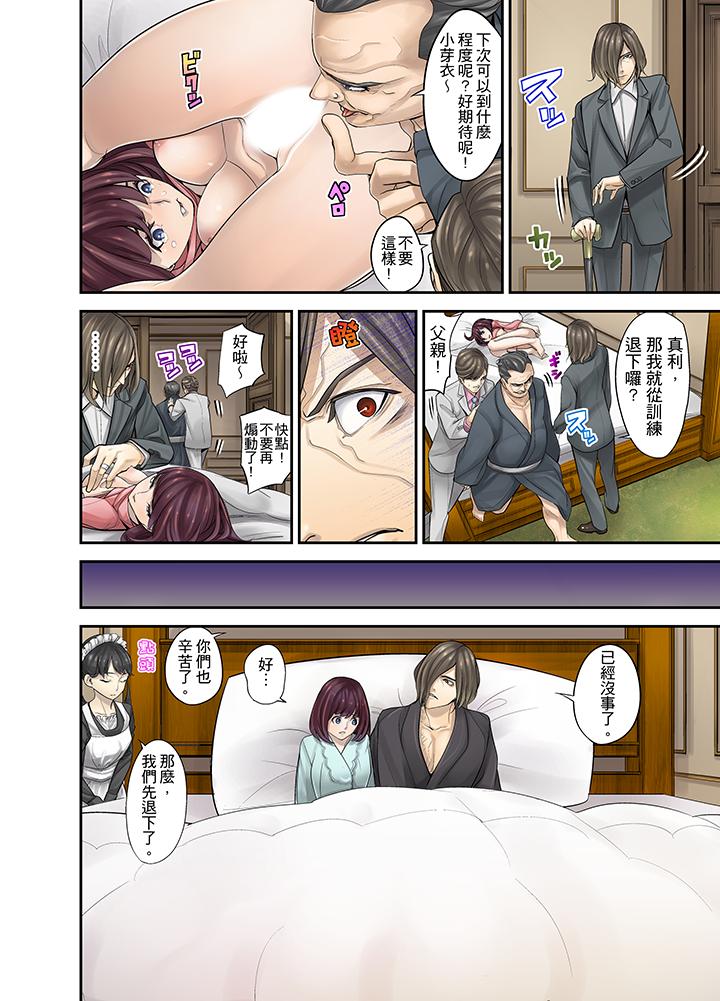 スッ
カッ
下次可以到什麼
程度呢？好期待呢！
小芽衣～
不要
這樣！
ビクッ
ペロ
真利，
那我就從訓練
退下囉？
父親！
ギシ
スッ
瞪
好啦～
快點！
不要再
煽動了！
………
已經沒事了。
好…
你們也
辛苦了。
點頭
那麼，
我們先退下了。